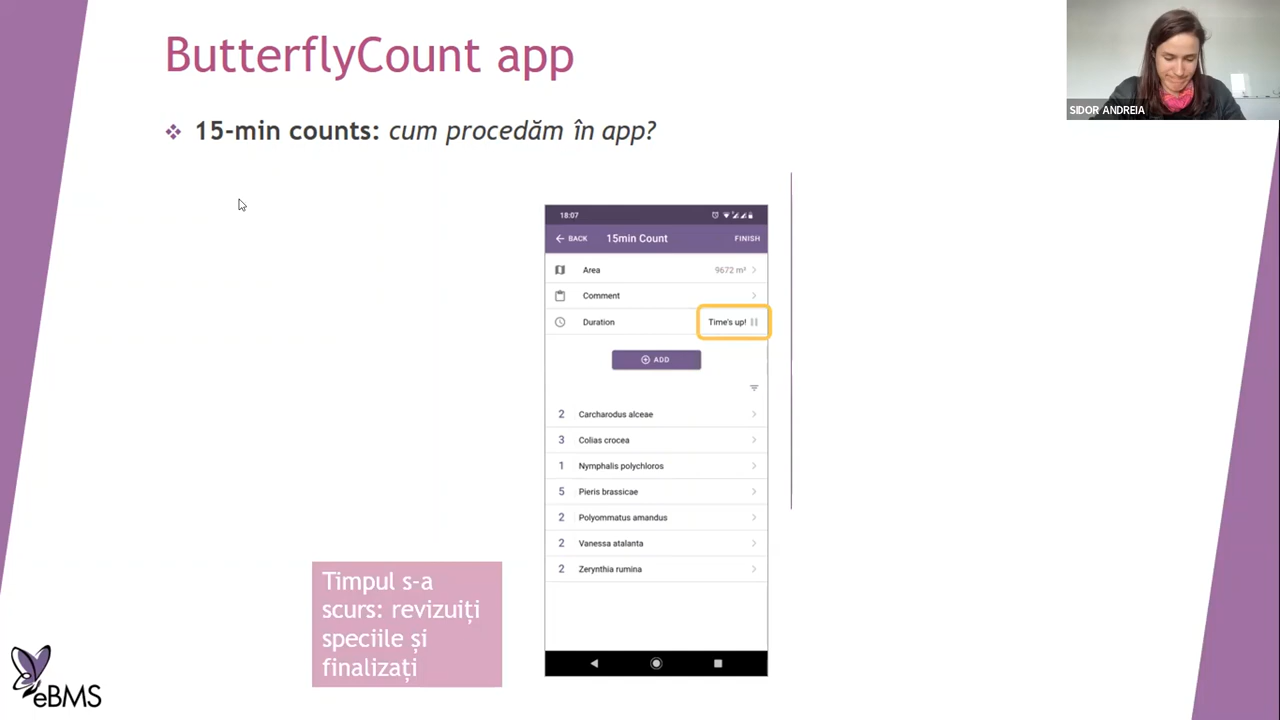 ButterflyCount app
SIDOR ANDREIA
❖ 15-min counts: cum procedăm în app?
18:07
BACK 15min Count FINISH
Area 9672 m²
Comment
Duration Time's up!
ADD
2 Carcharodus alceae
3 Colias crocea
1 Nymphalis polychloros
5 Pieris brassicae
2 Polyommatus amandus
2 Vanessa atalanta
2 Zerynthia rumina
Timpul s-a
scurs: revizuiți
speciile și
finalizați
eBMS